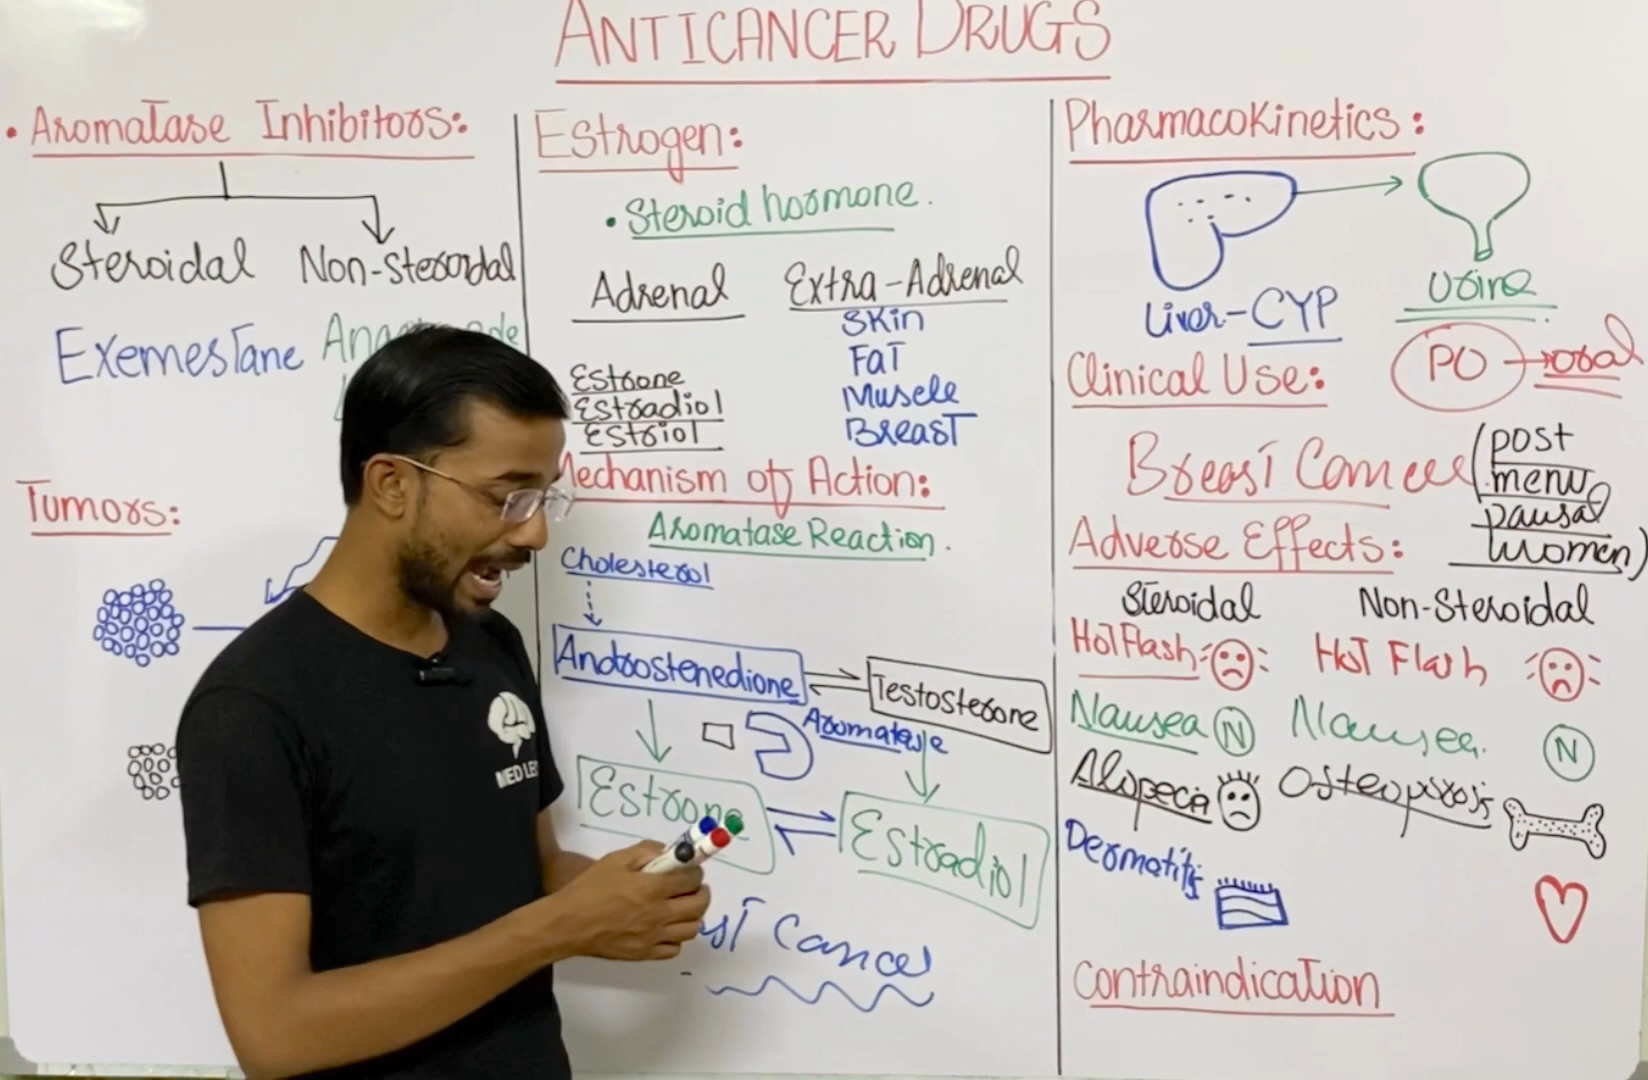 ANTICANCER DRUGS
• Aromatase Inhibitors:
Steroidal Non-Steroidal
Exemestane
Tumors:
Estrogen:
• Steroid hormone.
Adrenal Extra-Adrenal
Skin
Fat
Muscle
Breast
Estrone
Estradiol
Estriol
Mechanism of Action:
Aromatase Reaction.
Cholesterol
Androstenedione
Testosterone
Aromatase
Estrone
Estradiol
Cancer
Pharmacokinetics:
Liver-CYP
Urine
PO → oral
Clinical Use:
Breast Cancer (post
meno
pausal
women)
Adverse Effects:
Steroidal Non-Steroidal
Hot Flash Hot Flash
Nausea N Nausea. N
Alopecia Osteoporosis
Dermatitis
Contraindication